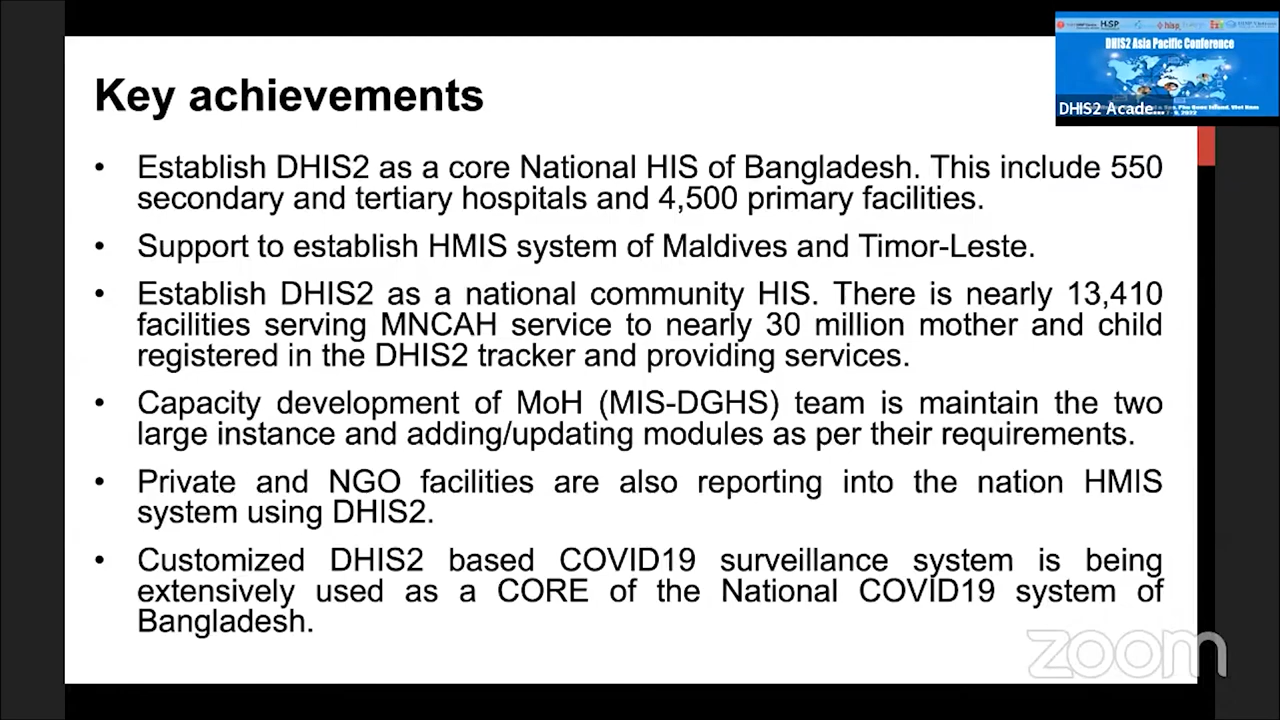 Key achievements
• Establish DHIS2 as a core National HIS of Bangladesh. This include 550
secondary and tertiary hospitals and 4,500 primary facilities.
• Support to establish HMIS system of Maldives and Timor-Leste.
• Establish DHIS2 as a national community HIS. There is nearly 13,410
facilities serving MNCAH service to nearly 30 million mother and child
registered in the DHIS2 tracker and providing services.
• Capacity development of MoH (MIS-DGHS) team is maintain the two
large instance and adding/updating modules as per their requirements.
• Private and NGO facilities are also reporting into the nation HMIS
system using DHIS2.
• Customized DHIS2 based COVID19 surveillance system is being
extensively used as a CORE of the National COVID19 system of
Bangladesh.
DHIS2 Asia Pacific Conference
DHIS2 Acade...
zoom